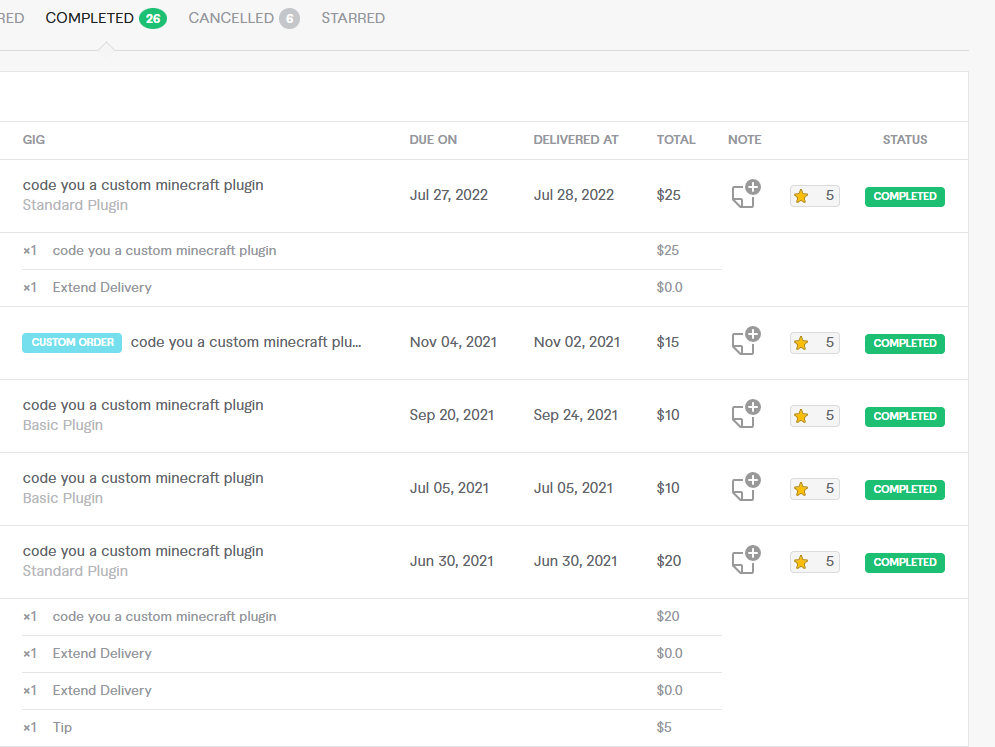 RED COMPLETED 26 CANCELLED 6 STARRED
GIG DUE ON DELIVERED AT TOTAL NOTE STATUS
code you a custom minecraft plugin
Standard Plugin
Jul 27, 2022 Jul 28, 2022 $25 5 COMPLETED
×1 code you a custom minecraft plugin $25
×1 Extend Delivery $0.0
CUSTOM ORDER code you a custom minecraft plu... Nov 04, 2021 Nov 02, 2021 $15 5 COMPLETED
code you a custom minecraft plugin
Basic Plugin
Sep 20, 2021 Sep 24, 2021 $10 5 COMPLETED
code you a custom minecraft plugin
Basic Plugin
Jul 05, 2021 Jul 05, 2021 $10 5 COMPLETED
code you a custom minecraft plugin
Standard Plugin
Jun 30, 2021 Jun 30, 2021 $20 5 COMPLETED
×1 code you a custom minecraft plugin $20
×1 Extend Delivery $0.0
×1 Extend Delivery $0.0
×1 Tip $5